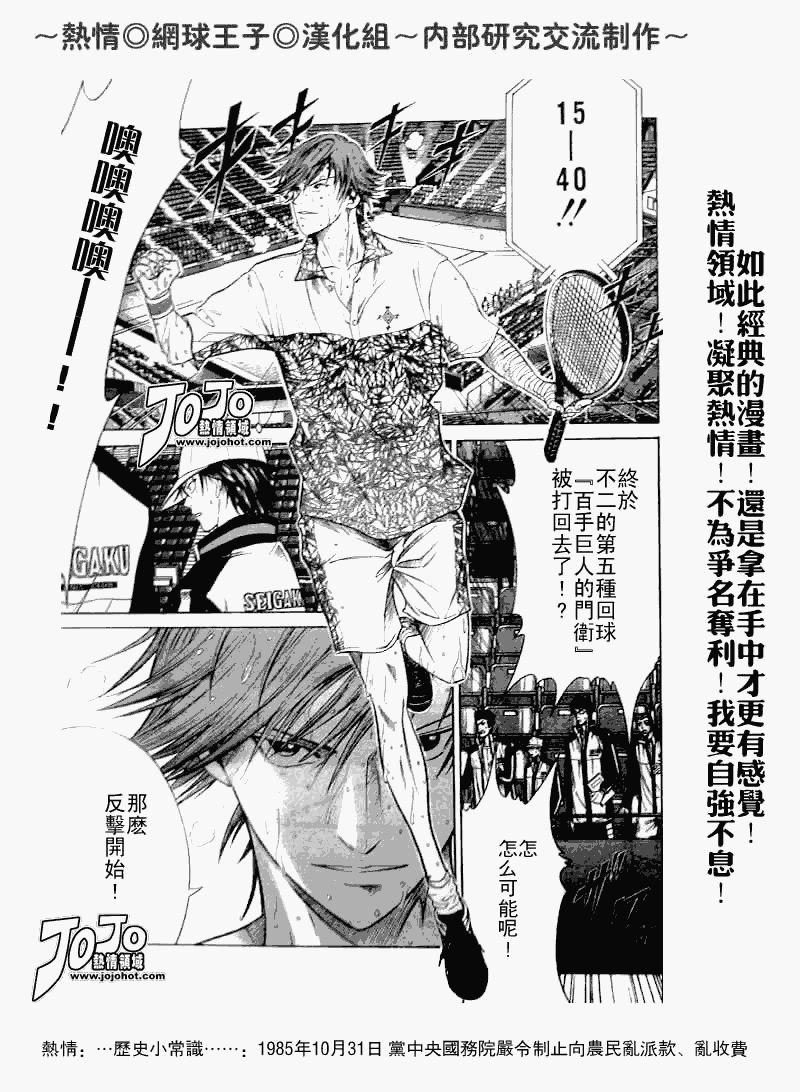 ~熱情◎網球王子◎漢化組~内部研究交流制作~
15
|
40
!!
噢噢噢噢——!!
JOJO
熱情領域
www.jojohot.com
終於
不二的第五種回球
『百手巨人的門衛』
被打回去了!?
GAKU
SEIGAK
那麽
反擊開始!
怎
怎么可能呢!
JOJO
熱情領域
www.jojohot.com
如此經典的漫畫!還是拿在手中才更有感覺!
熱情領域!凝聚熱情!不為爭名奪利!我要自強不息!
熱情:…歷史小常識……:1985年10月31日 黨中央國務院嚴令制止向農民亂派款、亂收費